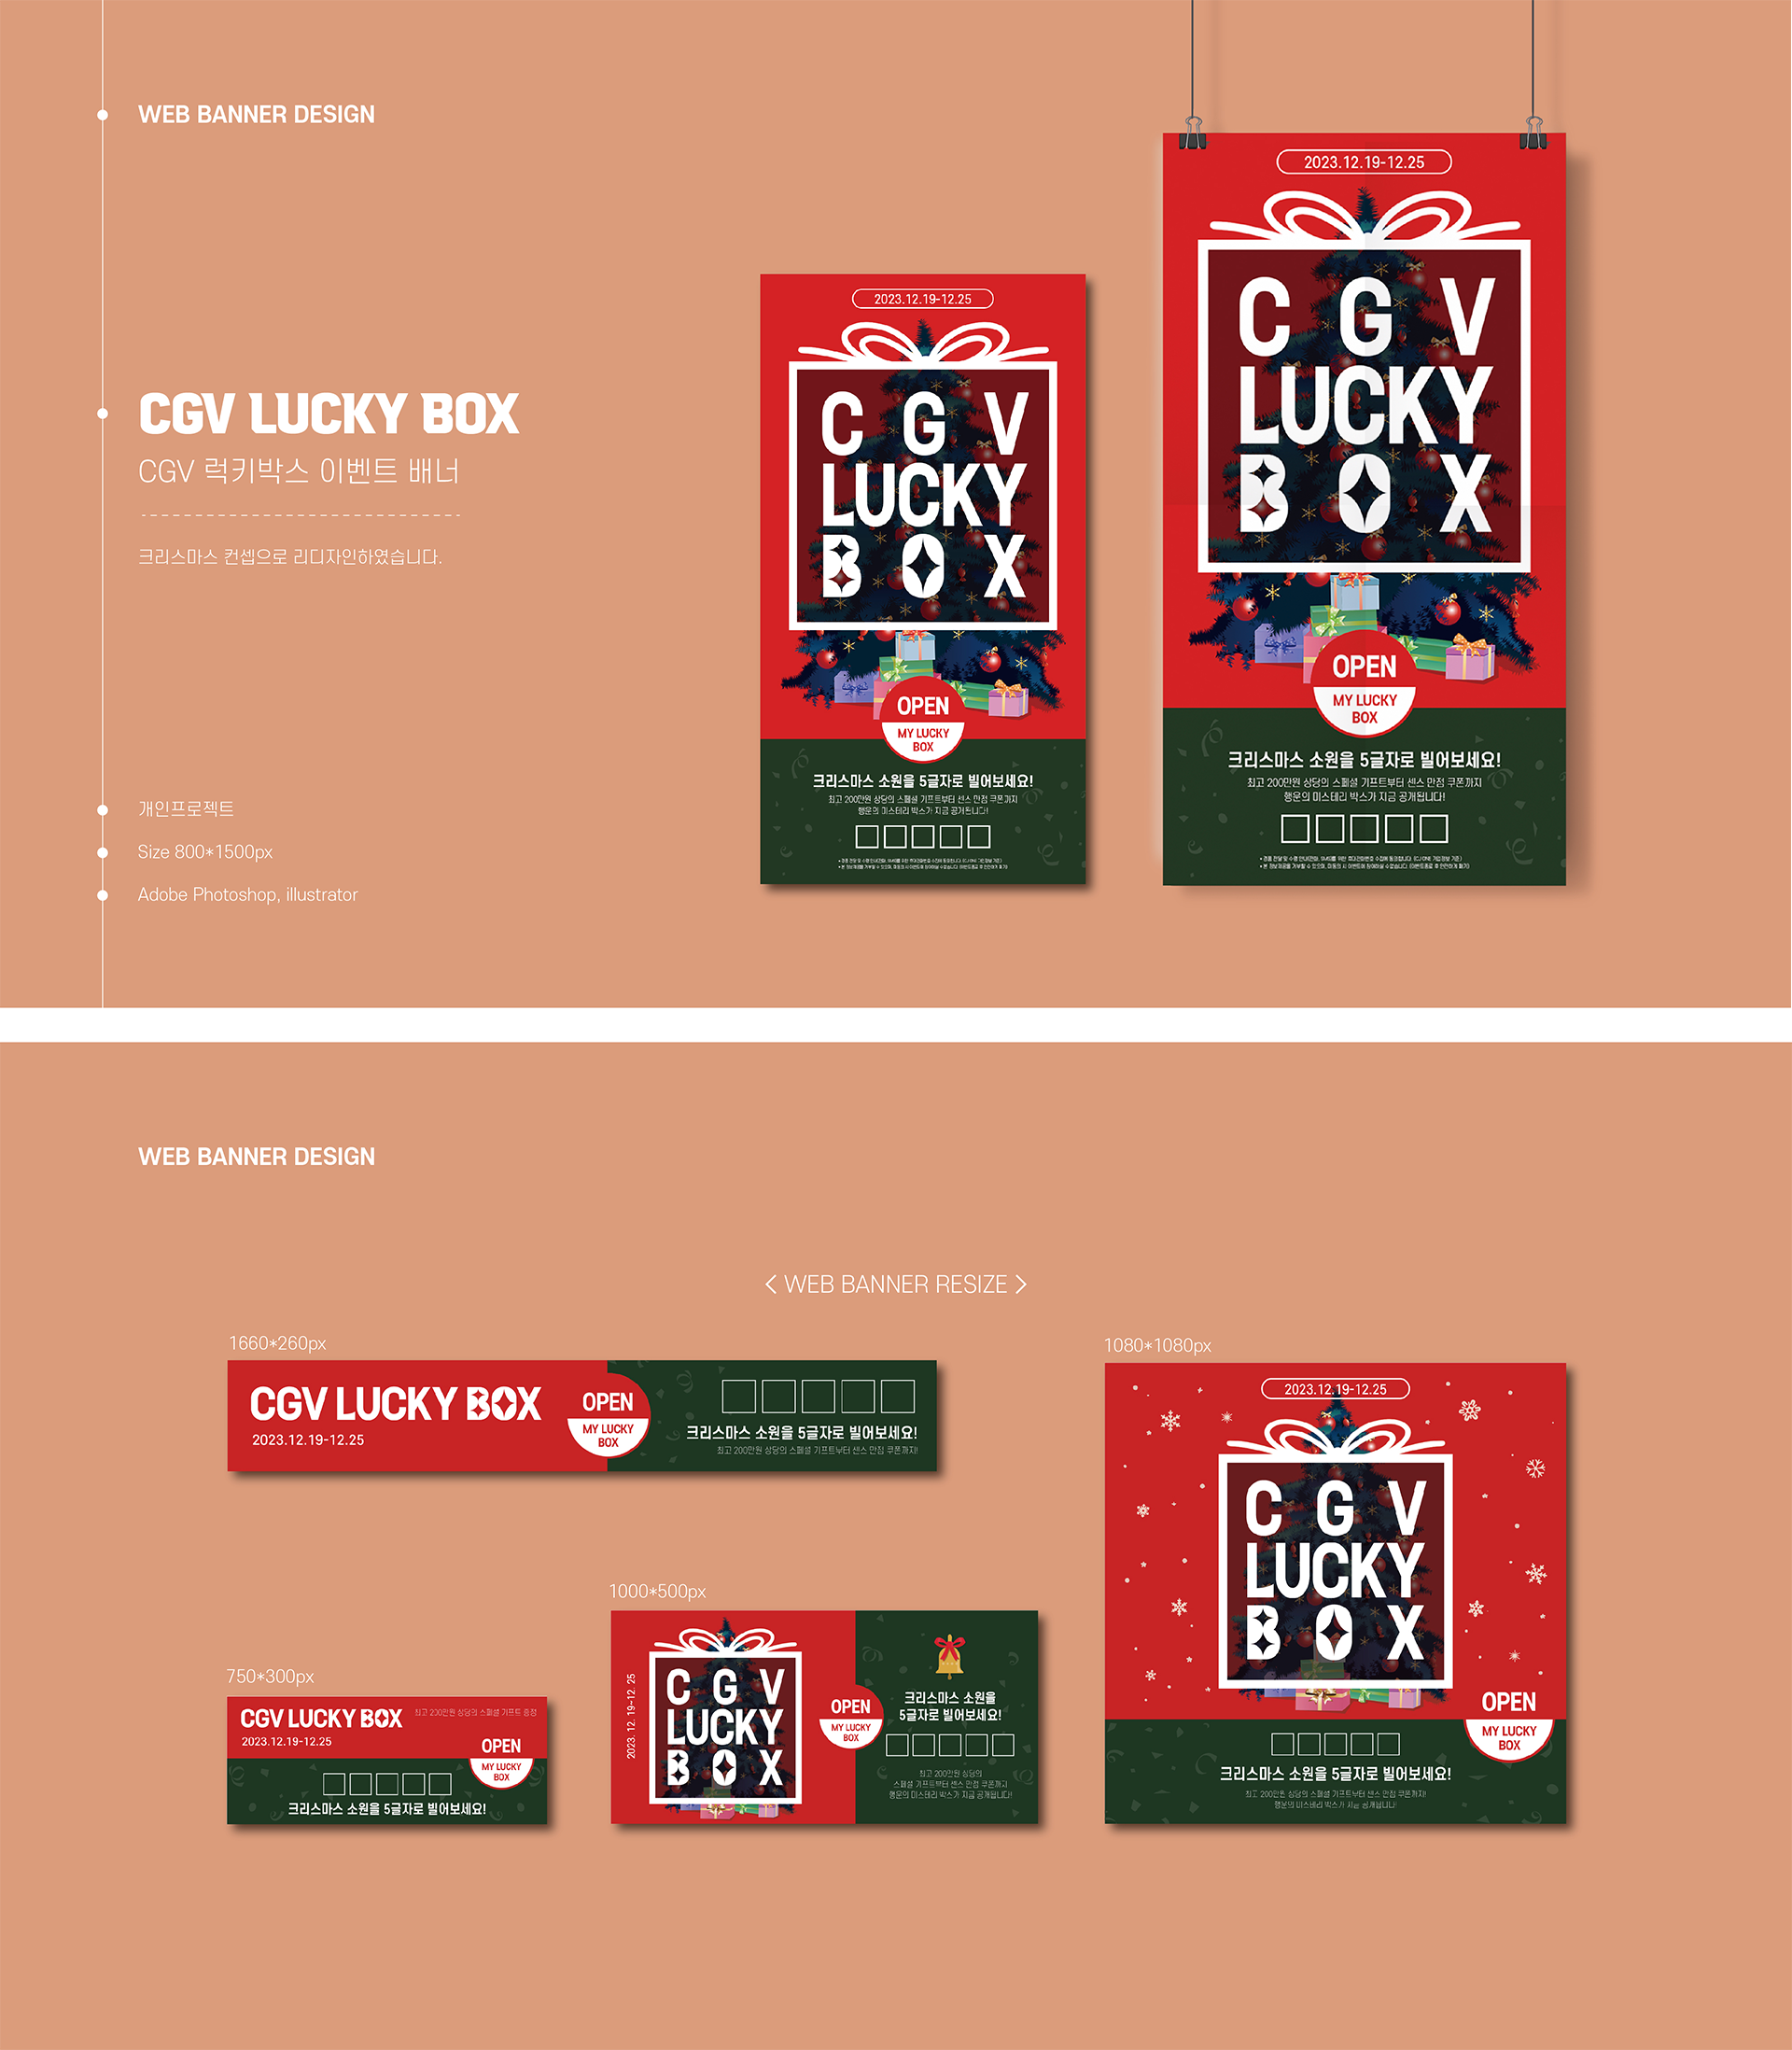 WEB BANNER DESIGN
CGV LUCKY BOX
CGV 럭키박스 이벤트 배너
크리스마스 컨셉으로 리디자인하였습니다.
개인프로젝트
Size 800*1500px
Adobe Photoshop, illustrator
2023.12.19-12.25
C G V
LUCKY
BOX
OPEN
MY LUCKY
BOX
크리스마스 소원을 5글자로 빌어보세요!
최고 200만원 상당의 스페셜 기프트부터 센스 만점 쿠폰까지
행운의 미스테리 박스가 지금 공개됩니다!
2023.12.19-12.25
C G V
LUCKY
BOX
OPEN
MY LUCKY
BOX
크리스마스 소원을 5글자로 빌어보세요!
최고 200만원 상당의 스페셜 기프트부터 센스 만점 쿠폰까지
행운의 미스테리 박스가 지금 공개됩니다!
WEB BANNER DESIGN
< WEB BANNER RESIZE >
1660*260px
CGV LUCKY BOX
2023.12.19-12.25
OPEN
MY LUCKY
BOX
크리스마스 소원을 5글자로 빌어보세요!
최고 200만원 상당의 스페셜 기프트부터 센스 만점 쿠폰까지!
750*300px
CGV LUCKY BOX
최고 200만원 상당의 스페셜 기프트 증정
2023.12.19-12.25
OPEN
MY LUCKY
BOX
크리스마스 소원을 5글자로 빌어보세요!
1000*500px
2023. 12. 19-12. 25
C G V
LUCKY
BOX
OPEN
MY LUCKY
BOX
크리스마스 소원을
5글자로 빌어보세요!
최고 200만원 상당의
스페셜 기프트부터 센스 만점 쿠폰까지
행운의 미스테리 박스가 지금 공개됩니다!
1080*1080px
2023.12.19-12.25
C G V
LUCKY
BOX
OPEN
MY LUCKY
BOX
크리스마스 소원을 5글자로 빌어보세요!
최고 200만원 상당의 스페셜 기프트부터 센스 만점 쿠폰까지!
행운의 미스테리 박스가 지금 공개됩니다!